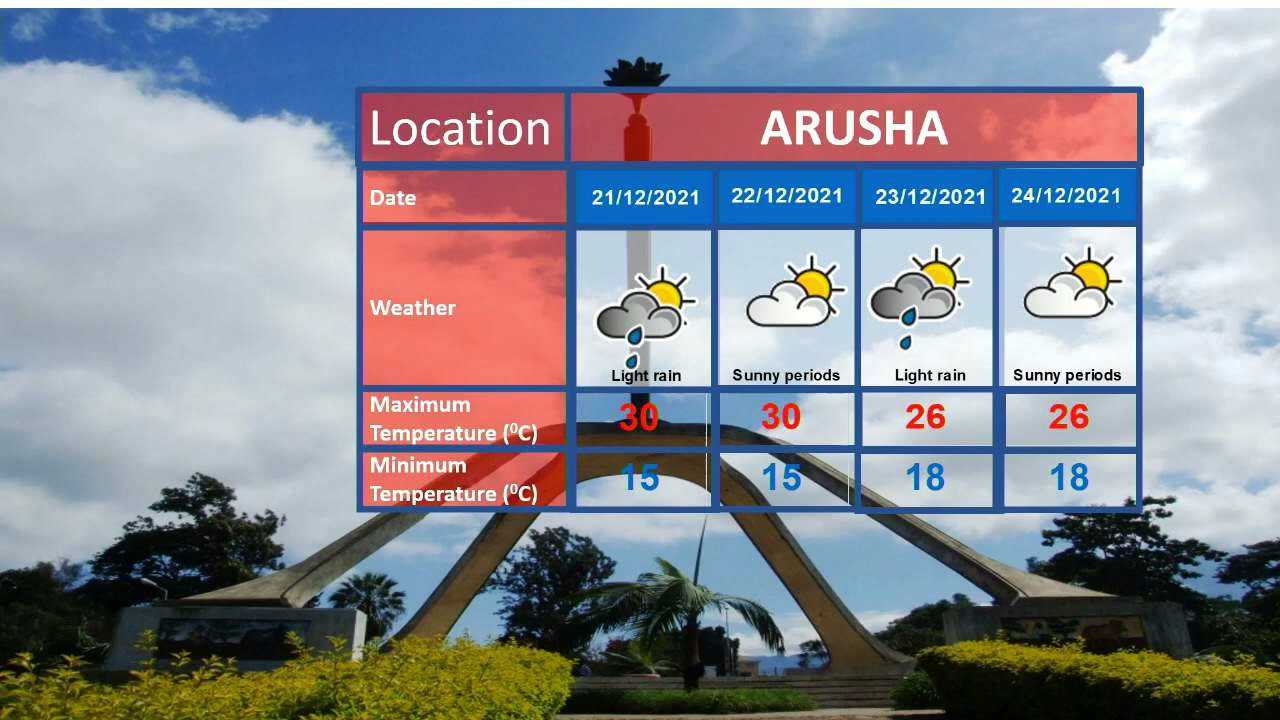 Location ARUSHA
Date 21/12/2021 22/12/2021 23/12/2021 24/12/2021
Weather Light rain Sunny periods Light rain Sunny periods
Maximum
Temperature (⁰C) 30 30 26 26
Minimum
Temperature (⁰C) 15 15 18 18